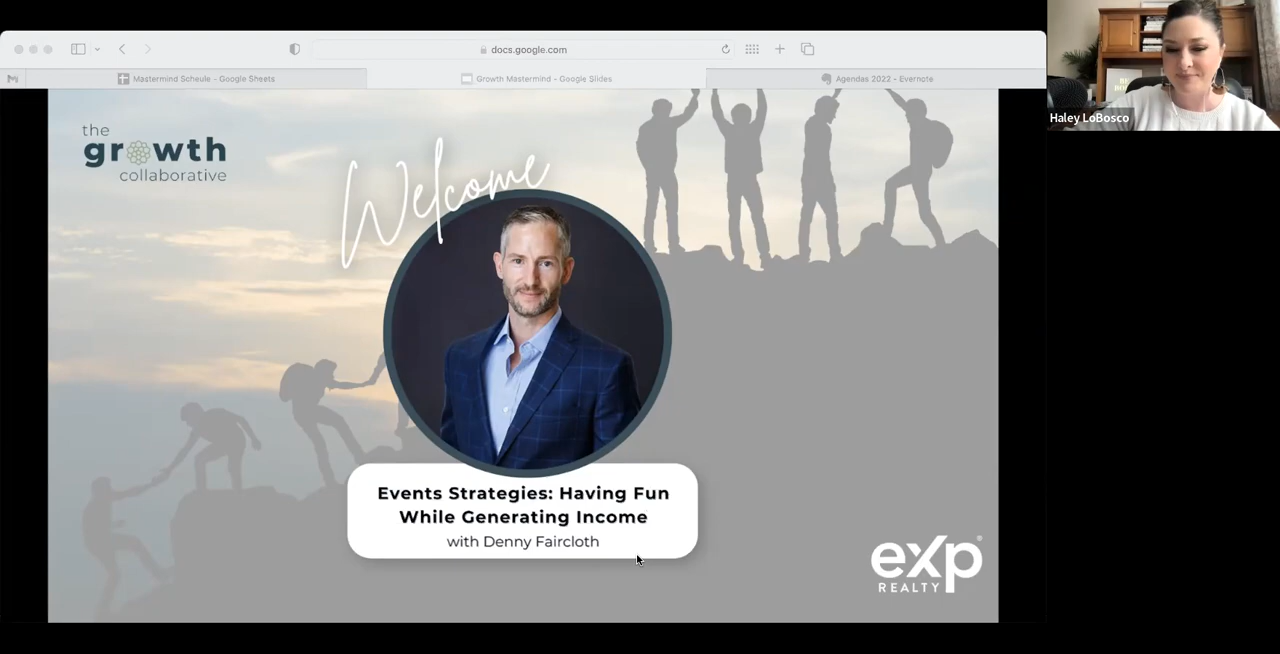 docs.google.com
Mastermind Scheule - Google Sheets
Growth Mastermind - Google Slides
Agendas 2022 - Evernote
Haley LoBosco
the
growth
collaborative
Welcome
Events Strategies: Having Fun
While Generating Income
with Denny Faircloth
eXp
REALTY